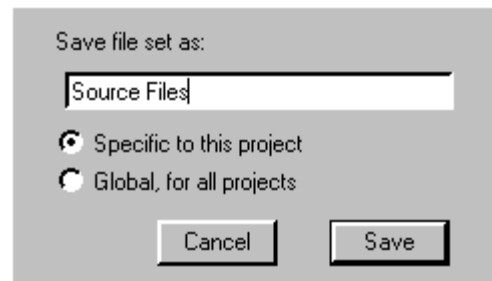 Save file set as:
Source Files
Specific to this project
Global, for all projects
Cancel Save